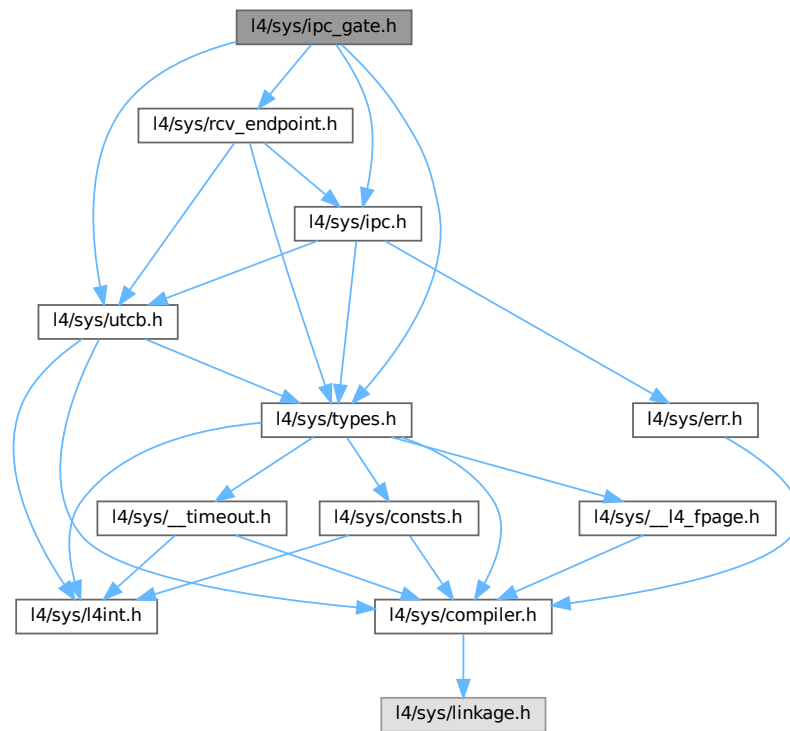 l4/sys/ipc_gate.h
l4/sys/rcv_endpoint.h
l4/sys/ipc.h
l4/sys/utcb.h
l4/sys/types.h
l4/sys/err.h
l4/sys/__timeout.h
l4/sys/consts.h
l4/sys/__l4_fpage.h
l4/sys/l4int.h
l4/sys/compiler.h
l4/sys/linkage.h